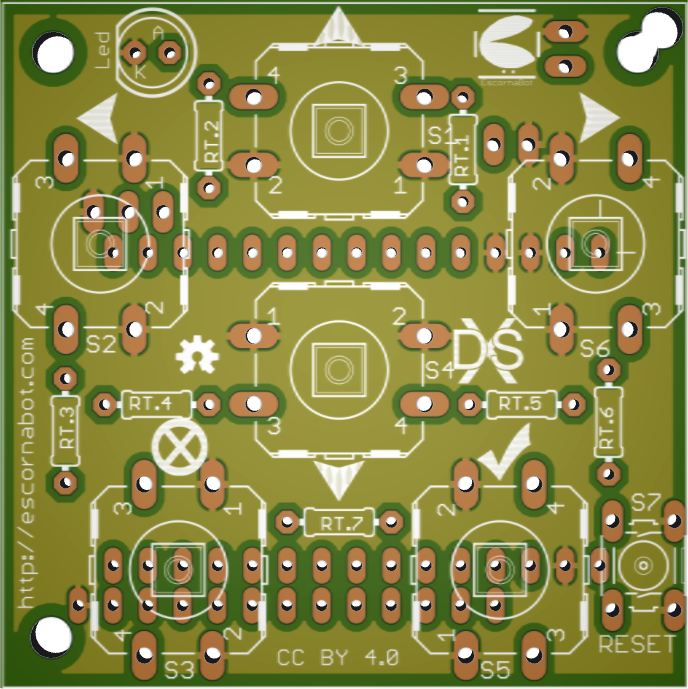 Led
A
K
4
3
EscornaBot
2
1
S1
RT.2
RT.1
3
1
4
2
S2
2
4
1
3
S6
1
2
3
4
S4
DS
RT.3
RT.4
RT.5
RT.6
http://escornabot.com
3
1
4
2
S3
RT.7
CC BY 4.0
2
4
1
3
S5
S7
RESET